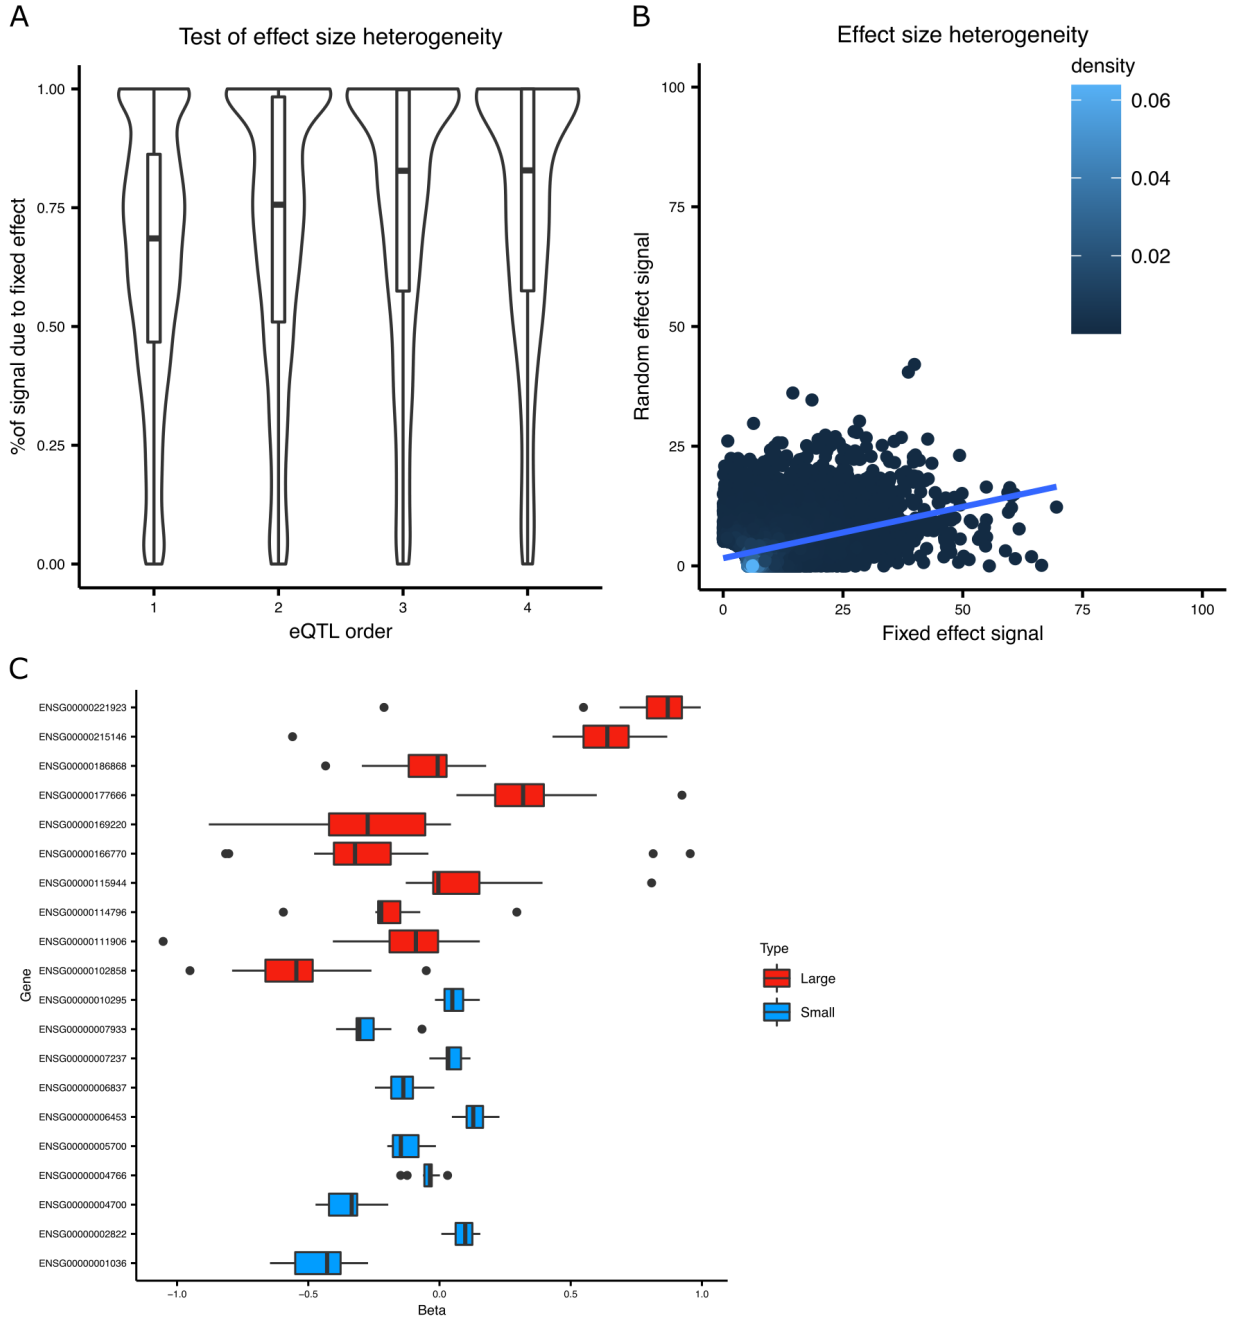 A
Test of effect size heterogeneity
%of signal due to fixed effect
1.00
0.75
0.50
0.25
0.00
1 2 3 4
eQTL order
B
Effect size heterogeneity
density
0.06
0.04
0.02
Random effect signal
100
75
50
25
0
0 25 50 75 100
Fixed effect signal
C
Gene
ENSG00000221923
ENSG00000215146
ENSG00000186868
ENSG00000177666
ENSG00000169220
ENSG00000166770
ENSG00000115944
ENSG00000114796
ENSG00000111906
ENSG00000102858
ENSG00000010295
ENSG00000007933
ENSG00000007237
ENSG00000006837
ENSG00000006453
ENSG00000005700
ENSG00000004766
ENSG00000004700
ENSG00000002822
ENSG00000001036
−1.0 −0.5 0.0 0.5 1.0
Beta
Type
Large
Small